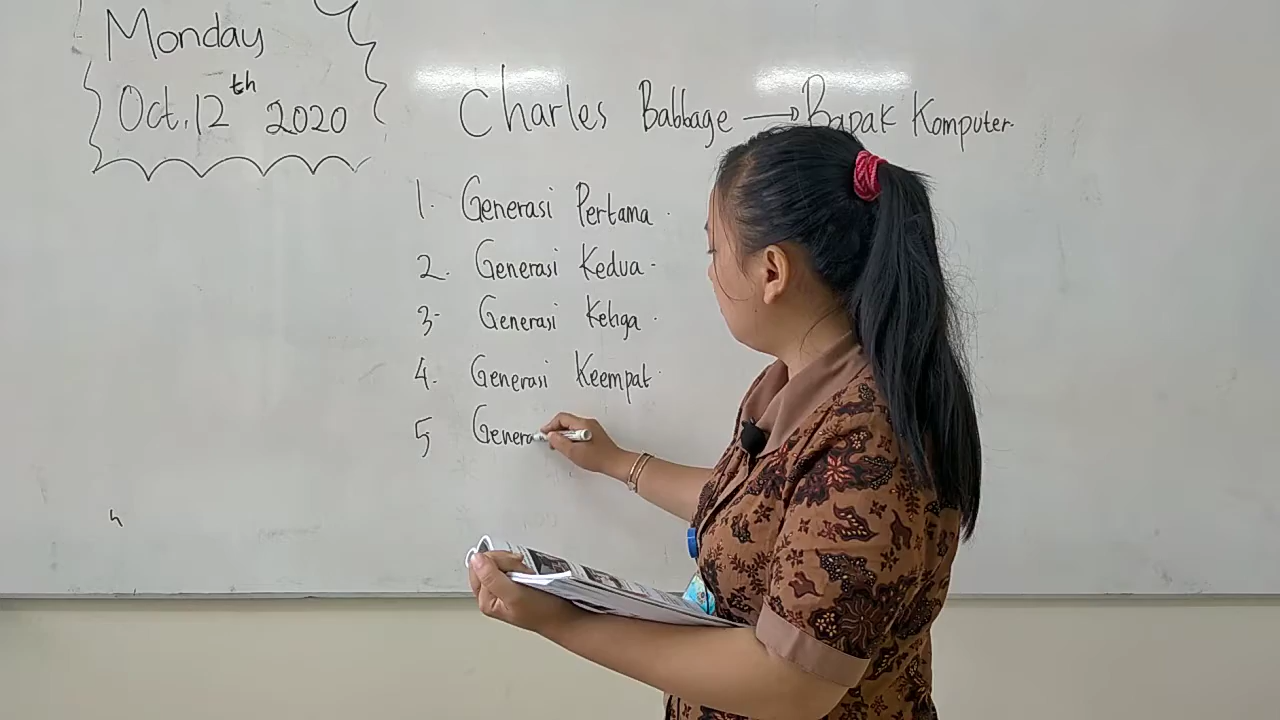 Monday
Oct. 12th 2020
Charles Babbage → Bapak Komputer
1. Generasi Pertama.
2. Generasi Kedua.
3. Generasi Ketiga.
4. Generasi Keempat.
5 Genera